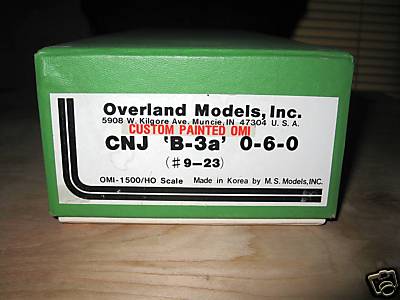 Overland Models, Inc.
5908 W. Kilgore Ave. Muncie, IN 47304 U. S. A.
CUSTOM PAINTED OMI
CNJ 'B-3a' 0-6-0
(#9-23)
OMI-1500/HO Scale Made in Korea by M. S. Models, INC.